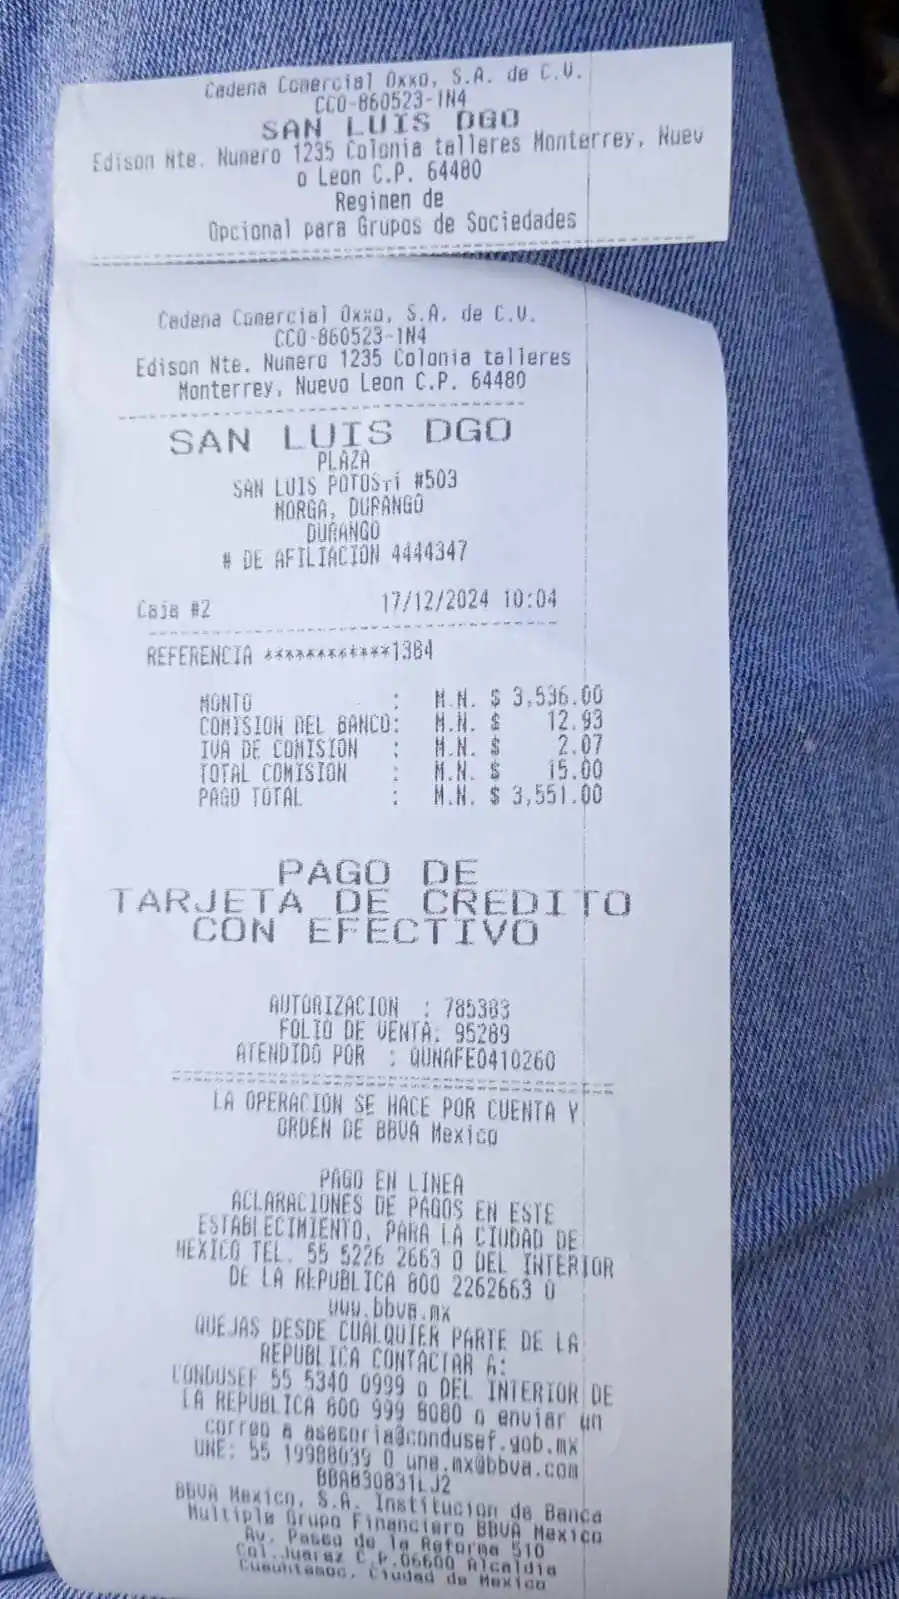 Cadena Comercial Oxxo, S.A. de C.V.
CCO-860523-1N4
SAN LUIS DGO
Edison Nte. Numero 1235 Colonia talleres Monterrey, Nuev
o Leon C.P. 64480
Regimen de
Opcional para Grupos de Sociedades
Cadena Comercial Oxxo, S.A. de C.V.
CCO-860523-1N4
Edison Nte. Numero 1235 Colonia talleres
Monterrey, Nuevo Leon C.P. 64480
SAN LUIS DGO
PLAZA
SAN LUIS POTOSrí #503
MORGA, DURANGO
DURANGO
# DE AFILIACION 4444347
Caja #2 17/12/2024 10:04
REFERENCIA ************1384
MONTO : M.N. $ 3,536.00
COMISION DEL BANCO: M.N. $ 12.93
IVA DE COMISION : M.N. $ 2.07
TOTAL COMISION : M.N. $ 15.00
PAGO TOTAL : M.N. $ 3,551.00
PAGO DE
TARJETA DE CREDITO
CON EFECTIVO
AUTORIZACION : 785383
FOLIO DE VENTA: 95289
ATENDIDO POR : QUNAFE0410260
LA OPERACION SE HACE POR CUENTA Y
ORDEN DE BBVA Mexico
PAGO EN LINEA
ACLARACIONES DE PAGOS EN ESTE
ESTABLECIMIENTO, PARA LA CIUDAD DE
MEXICO TEL. 55 5226 2663 O DEL INTERIOR
DE LA REPUBLICA 800 2262663 O
www.bbva.mx
QUEJAS DESDE CUALQUIER PARTE DE LA
REPUBLICA CONTACTAR A:
CONDUSEF 55 5340 0999 o DEL INTERIOR DE
LA REPUBLICA 800 999 8080 o enviar un
correo a asesoria@condusef.gob.mx
UNE: 55 19988039 O une.mx@bbva.com
BBA830831LJ2
BBVA Mexico, S.A. Institucion de Banca
Multiple Grupo Financiero BBVA Mexico
Av. Paseo de la Reforma 510
Col. Juarez C.P.06600 Alcaldia
Cuauhtemoc, Ciudad de Mexico